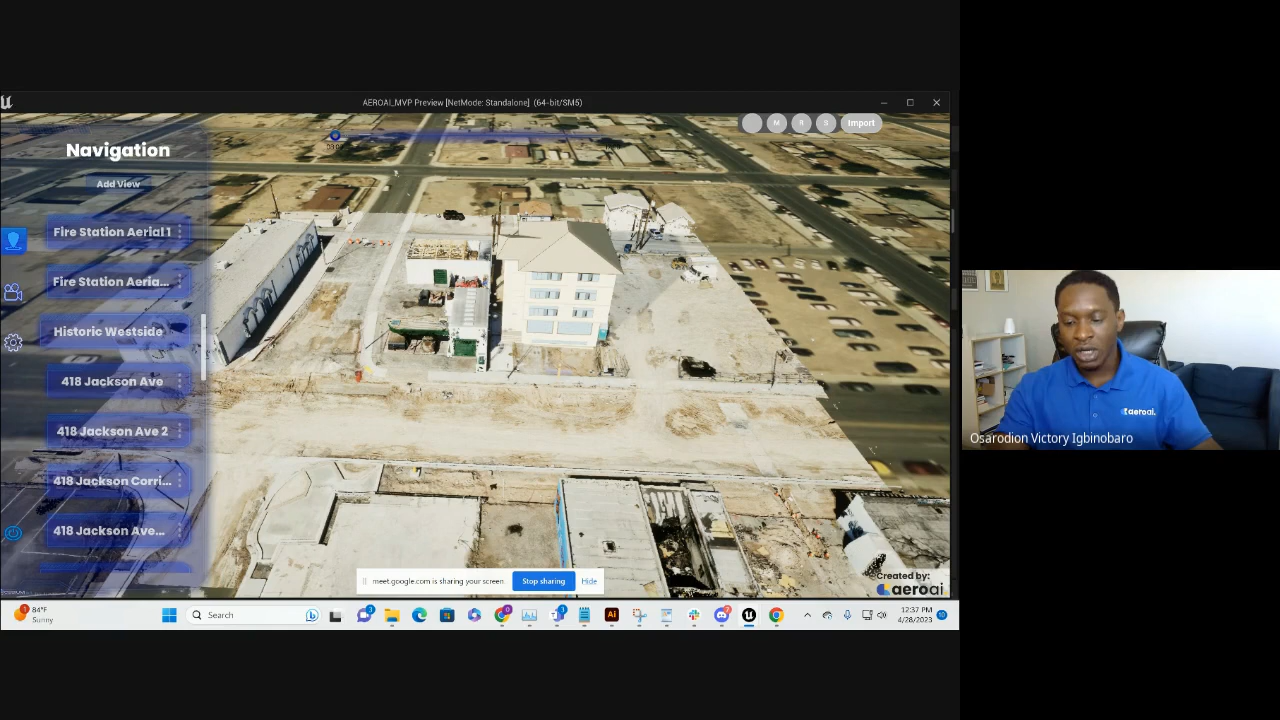 AEROAI_MVP Preview [NetMode: Standalone] (64-bit/SM5)
M R S Import
Navigation
Add View
Fire Station Aerial 1
Fire Station Aeria...
Historic Westside
418 Jackson Ave
418 Jackson Ave 2
418 Jackson Corri...
418 Jackson Ave...
meet.google.com is sharing your screen. Stop sharing Hide
Created by:
aeroai
84°F
Sunny
Search
12:37 PM
4/28/2023
aeroai.
Osarodion Victory Igbinobaro